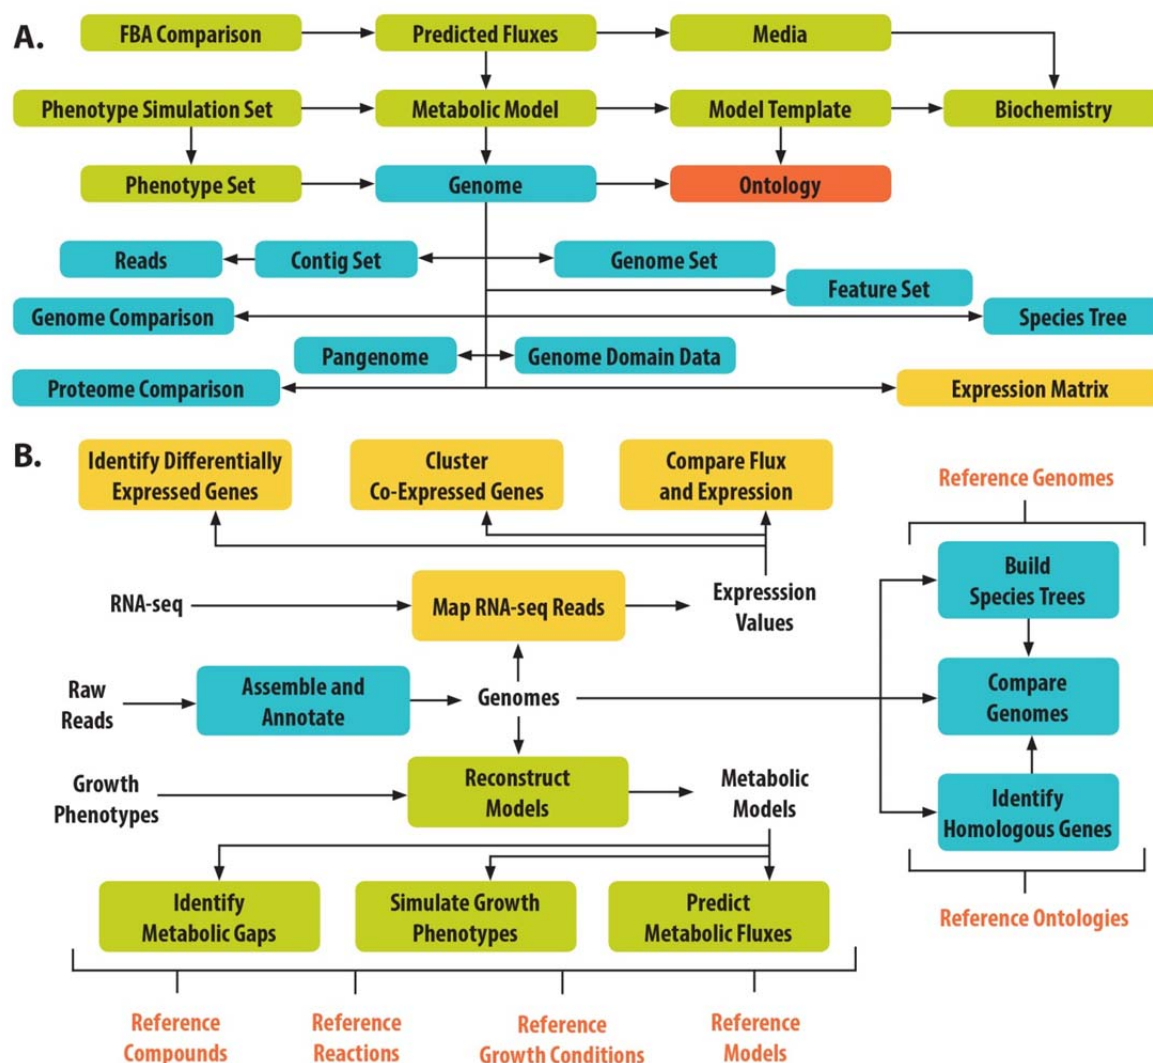 A.
FBA Comparison
Predicted Fluxes
Media
Phenotype Simulation Set
Metabolic Model
Model Template
Biochemistry
Phenotype Set
Genome
Ontology
Reads
Contig Set
Genome Set
Feature Set
Genome Comparison
Species Tree
Pangenome
Genome Domain Data
Proteome Comparison
Expression Matrix
B.
Identify Differentially
Expressed Genes
Cluster
Co-Expressed Genes
Compare Flux
and Expression
Reference Genomes
Build
Species Trees
RNA-seq
Map RNA-seq Reads
Expresssion
Values
Raw
Reads
Assemble and
Annotate
Genomes
Compare
Genomes
Growth
Phenotypes
Reconstruct
Models
Metabolic
Models
Identify
Homologous Genes
Identify
Metabolic Gaps
Simulate Growth
Phenotypes
Predict
Metabolic Fluxes
Reference Ontologies
Reference
Compounds
Reference
Reactions
Reference
Growth Conditions
Reference
Models